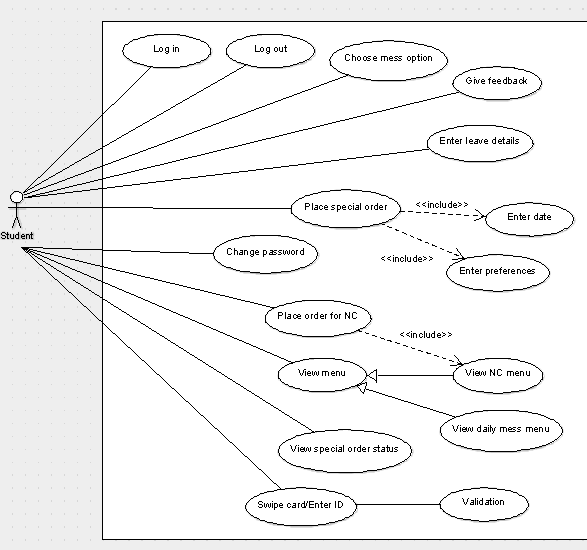 Log in
Log out
Choose mess option
Give feedback
Enter leave details
Place special order
<<include>>
Enter date
Student
Change password
<<include>>
Enter preferences
Place order for NC
<<include>>
View menu
View NC menu
View daily mess menu
View special order status
Swipe card/Enter ID
Validation